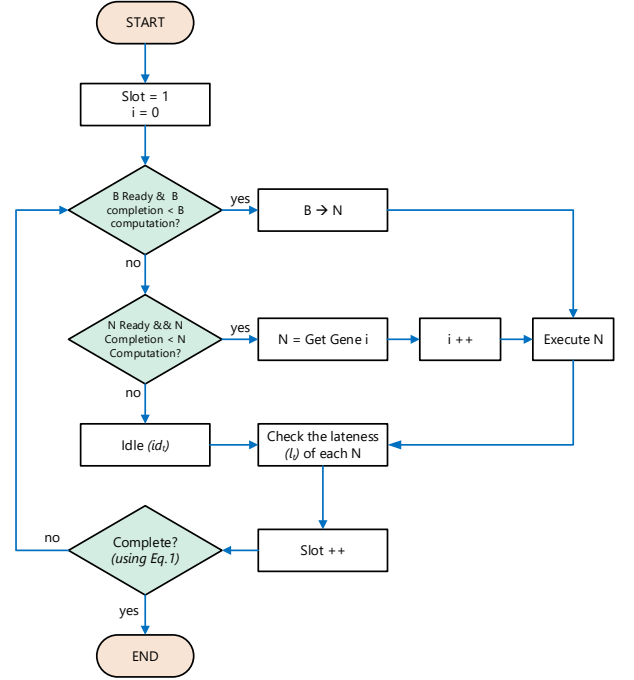 START
Slot = 1
i = 0
B Ready & B
completion < B
computation?
yes
B → N
no
N Ready && N
Completion < N
Computation?
yes
N = Get Gene i
i ++
Execute N
no
Idle (idₜ)
Check the lateness
(lₜ) of each N
no
Complete?
(using Eq.1)
Slot ++
yes
END